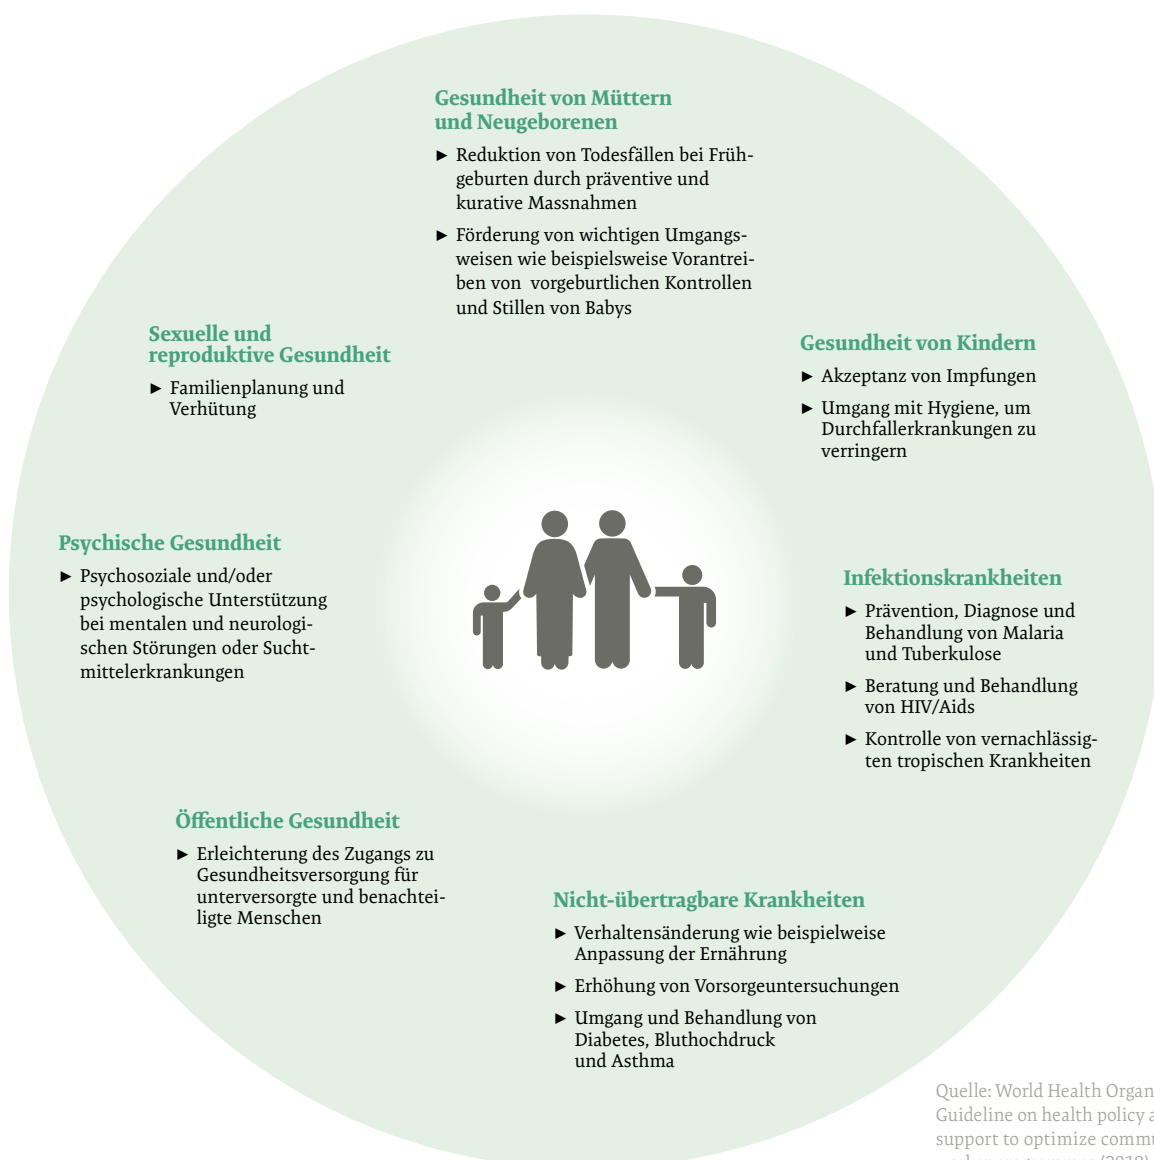 Gesundheit von Müttern
und Neugeborenen
► Reduktion von Todesfällen bei Früh-
geburten durch präventive und
kurative Massnahmen
► Förderung von wichtigen Umgangs-
weisen wie beispielsweise Vorantrei-
ben von vorgeburtlichen Kontrollen
und Stillen von Babys
Sexuelle und
reproduktive Gesundheit
► Familienplanung und
Verhütung
Gesundheit von Kindern
► Akzeptanz von Impfungen
► Umgang mit Hygiene, um
Durchfallerkrankungen zu
verringern
Psychische Gesundheit
► Psychosoziale und/oder
psychologische Unterstützung
bei mentalen und neurologi-
schen Störungen oder Sucht-
mittelerkrankungen
Infektionskrankheiten
► Prävention, Diagnose und
Behandlung von Malaria
und Tuberkulose
► Beratung und Behandlung
von HIV/Aids
► Kontrolle von vernachlässig-
ten tropischen Krankheiten
Öffentliche Gesundheit
► Erleichterung des Zugangs zu
Gesundheitsversorgung für
unterversorgte und benachtei-
ligte Menschen
Nicht-übertragbare Krankheiten
► Verhaltensänderung wie beispielweise
Anpassung der Ernährung
► Erhöhung von Vorsorgeuntersuchungen
► Umgang und Behandlung von
Diabetes, Bluthochdruck
und Asthma
Quelle: World Health Organ
Guideline on health policy a
support to optimize commu